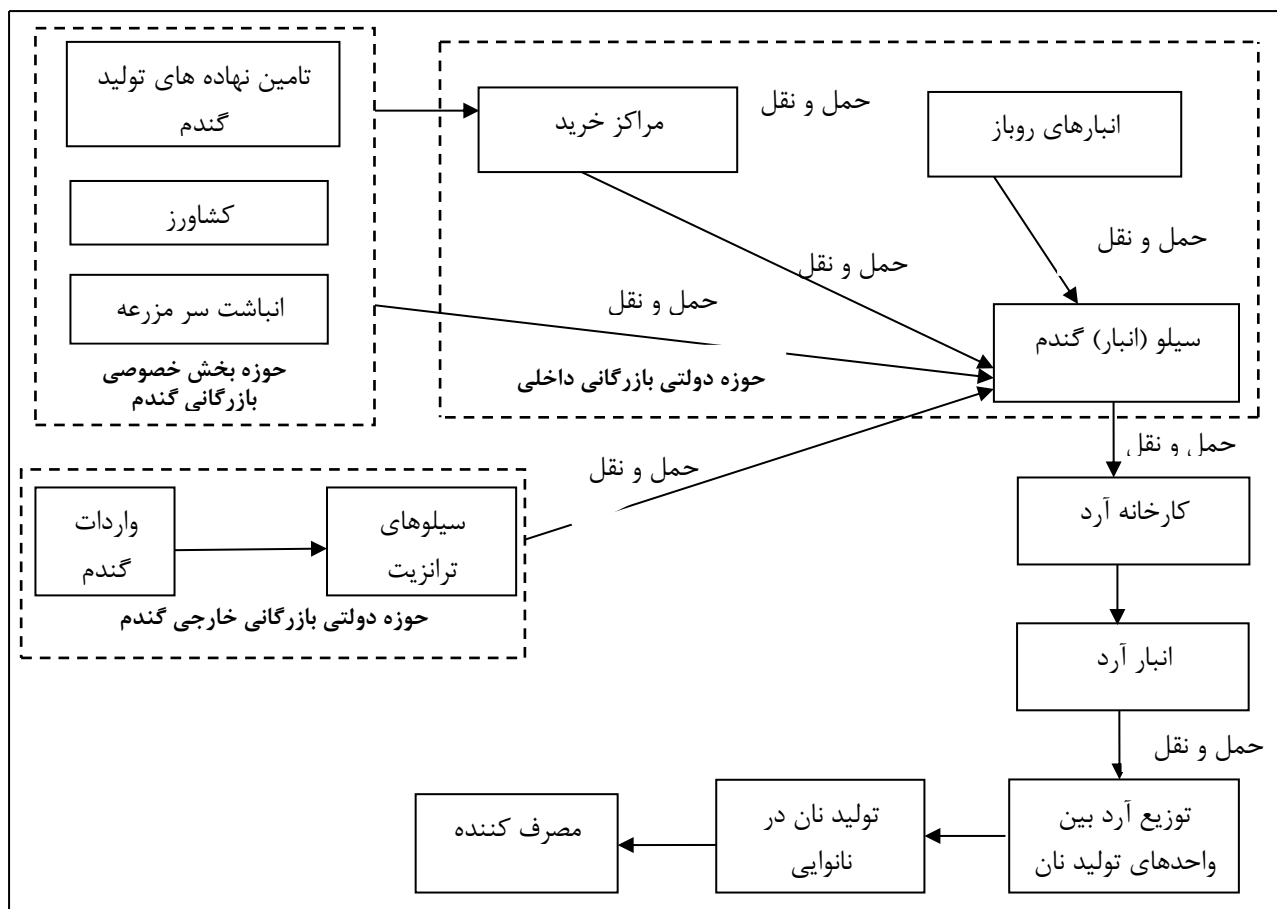 تامین نهاده های تولید
گندم
کشاورز
انباشت سر مزرعه
حوزه بخش خصوصی
بازرگانی گندم
مراکز خرید
حمل و نقل
انبارهای روباز
حمل و نقل
حمل و نقل
حمل و نقل
سیلو (انبار) گندم
حوزه دولتی بازرگانی داخلی
حمل و نقل
حمل و نقل
واردات
گندم
سیلوهای
ترانزیت
حوزه دولتی بازرگانی خارجی گندم
کارخانه آرد
انبار آرد
حمل و نقل
توزیع آرد بین
واحدهای تولید نان
تولید نان در
نانوایی
مصرف کننده